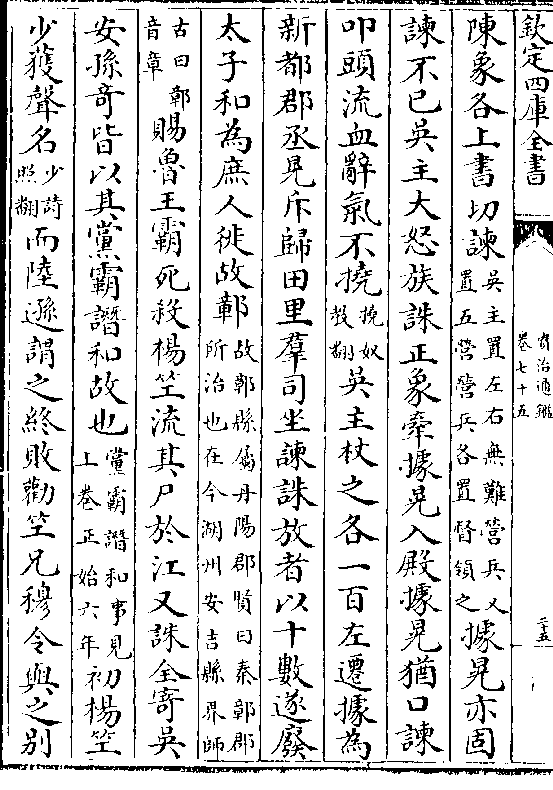 欽定四庫全書
資治通鑑
卷七十五
二十五
陳象各上書切諫吳主置左右無難營兵又置五營營兵各置督領之據晃亦固
諫不已吳主大怒族誅正象牽據晃入殿據晃猶口諫
叩頭流血辭氣不撓撓奴教翻吳主杖之各一百左遷據為
新都郡丞晃斥歸田里羣司坐諫誅放者以十數遂廢
太子和為庶人徙故鄣故鄣縣屬丹陽郡賢曰秦鄣郡所治也在今湖州安吉縣界師
古曰鄣音章賜魯王霸死殺楊竺流其尸於江又誅全寄吳
安孫奇皆以其黨霸譖和故也黨霸譖和事見上卷正始六年初楊竺
少獲聲名少詩照翻而陸遜謂之終敗勸竺兄穆令與之别